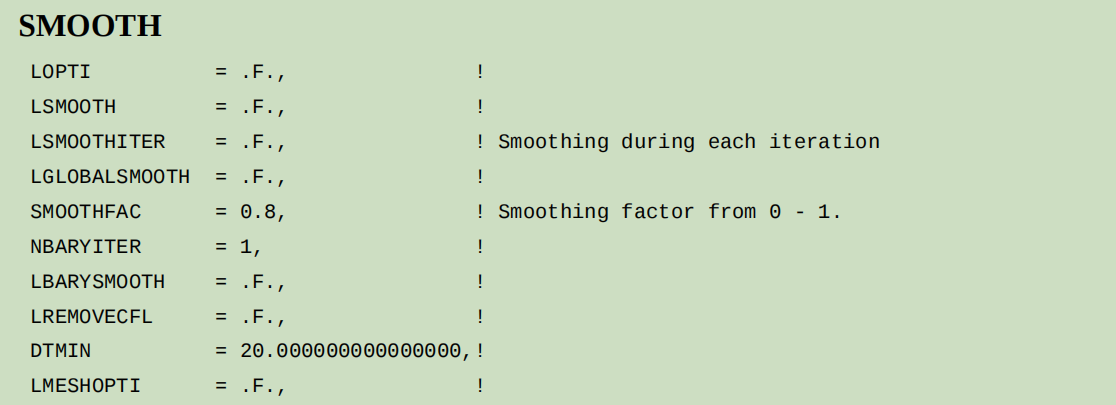 SMOOTH
LOPTI = .F., !
LSMOOTH = .F., !
LSMOOTHITER = .F., ! Smoothing during each iteration
LGLOBALSMOOTH = .F., !
SMOOTHFAC = 0.8, ! Smoothing factor from 0 - 1.
NBARYITER = 1, !
LBARYSMOOTH = .F., !
LREMOVECFL = .F., !
DTMIN = 20.000000000000000,!
LMESHOPTI = .F., !